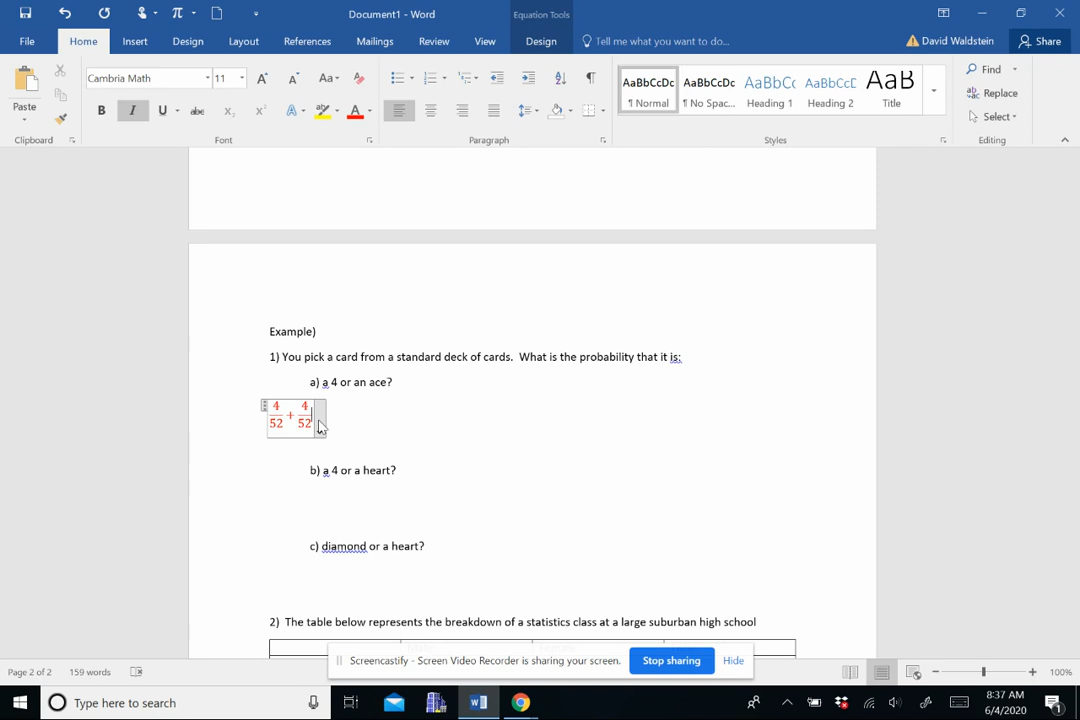 Document1 - Word
Equation Tools
File Home Insert Design Layout References Mailings Review View Design Tell me what you want to do... David Waldstein Share
Cambria Math 11
Paste
AaBbCcDc
¶ Normal
AaBbCcDc
¶ No Spac...
AaBbCc
Heading 1
AaBbCcD
Heading 2
AaB
Title
Find
Replace
Select
Clipboard Font Paragraph Styles Editing
Example)
1) You pick a card from a standard deck of cards. What is the probability that it is:
a) a 4 or an ace?
4/52 + 4/52
b) a 4 or a heart?
c) diamond or a heart?
2) The table below represents the breakdown of a statistics class at a large suburban high school
Screencastify - Screen Video Recorder is sharing your screen. Stop sharing Hide
Page 2 of 2 159 words 100%
Type here to search
8:37 AM
6/4/2020
1